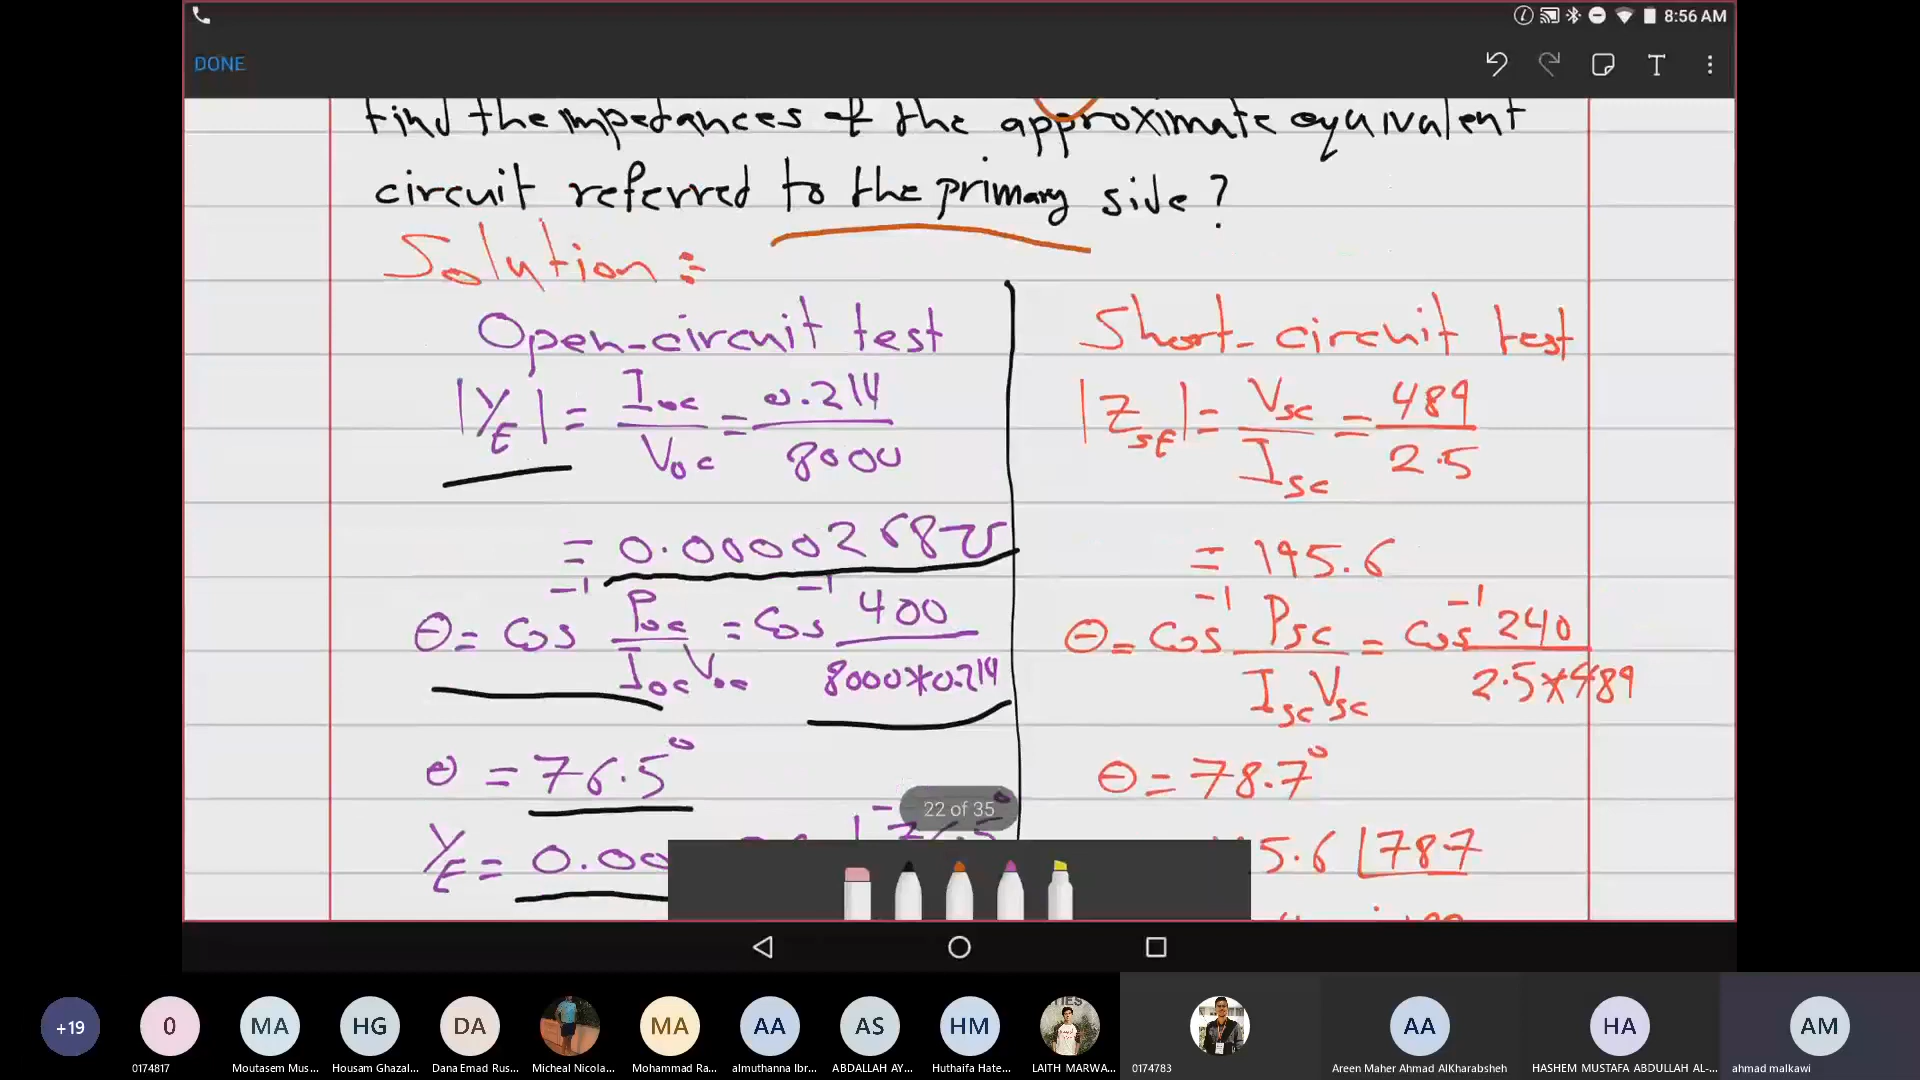 8:56 AM
DONE
find the impedances of the approximate equivalent
circuit referred to the primary side?
Solution:
Open-circuit test
|Y_E| = I_oc / V_oc = 0.214 / 8000
= 0.0000268 ʊ
θ = cos⁻¹ P_oc / I_oc V_oc = cos⁻¹ 400 / 8000*0.214
θ = 76.5°
Y_E = 0.00
-76.5°
Short-circuit test
|Z_SE| = V_sc / I_sc = 489 / 2.5
= 195.6
θ = cos⁻¹ P_sc / I_sc V_sc = cos⁻¹ 240 / 2.5*489
θ = 78.7°
5.6 ∠78.7
22 of 35
+19
0
MA
HG
DA
MA
AA
AS
HM
AA
HA
AM
0174817
Moutasem Mus...
Housam Ghazal...
Dana Emad Rus...
Micheal Nicola...
Mohammad Ra...
almuthanna Ibr...
ABDALLAH AY...
Huthaifa Hate...
LAITH MARWA...
0174783
Areen Maher Ahmad AlKharabsheh
HASHEM MUSTAFA ABDULLAH AL-...
ahmad malkawi